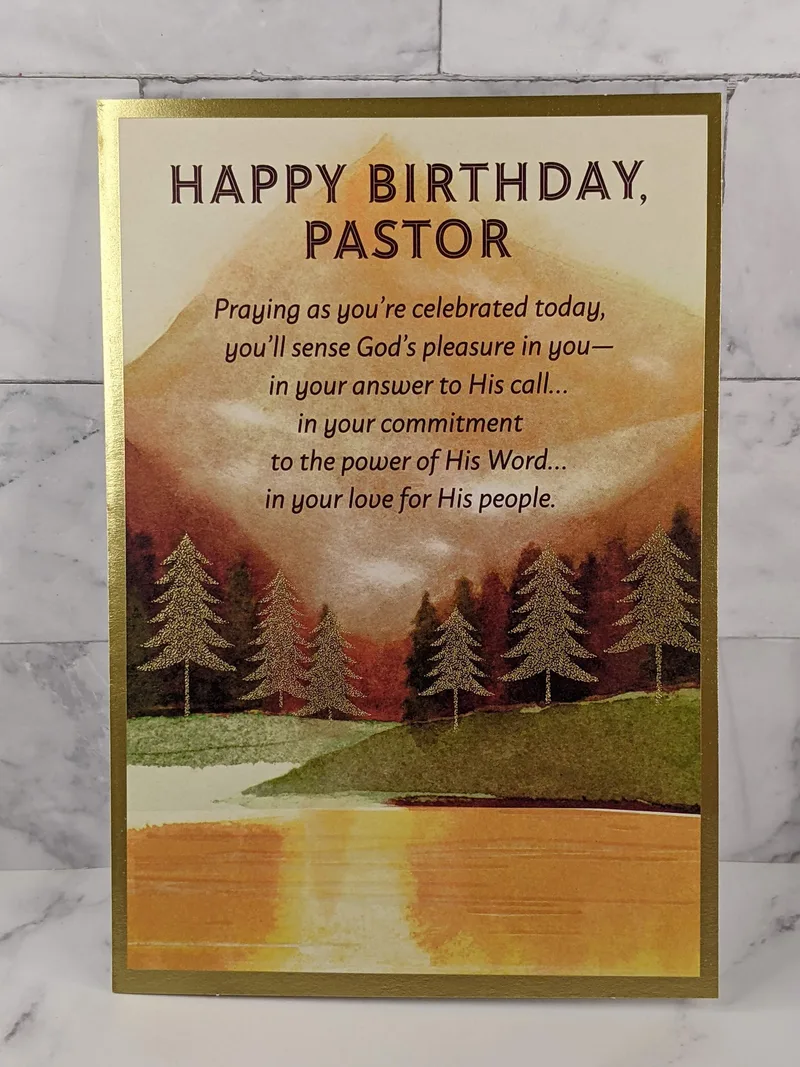 HAPPY BIRTHDAY,
PASTOR
Praying as you’re celebrated today,
you’ll sense God’s pleasure in you—
in your answer to His call...
in your commitment
to the power of His Word...
in your love for His people.